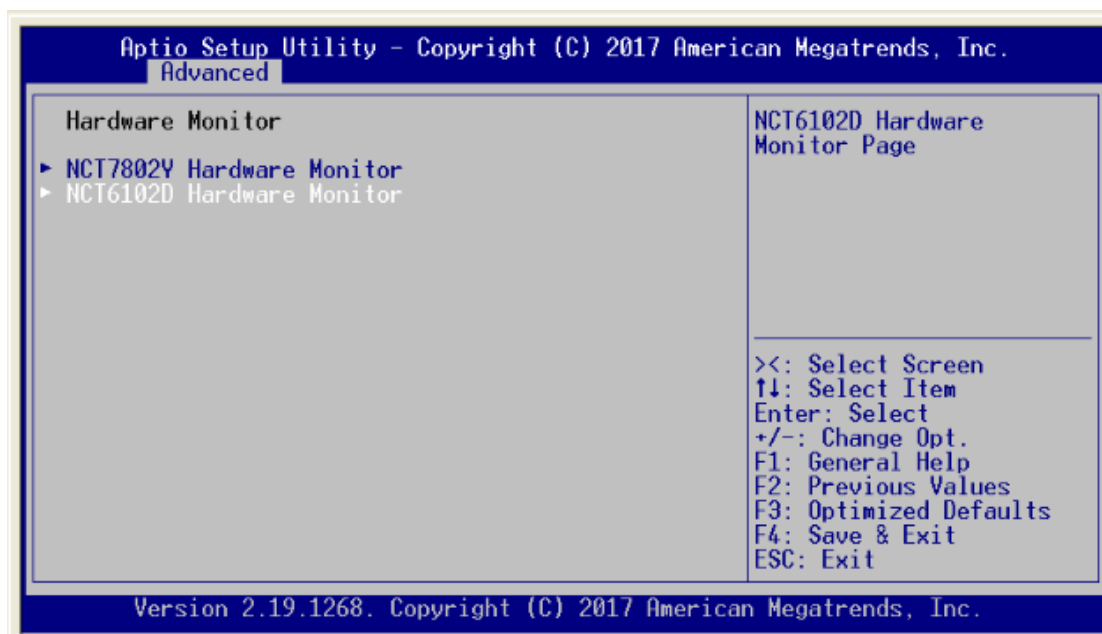 Aptio Setup Utility – Copyright (C) 2017 American Megatrends, Inc.
Advanced
Hardware Monitor
► NCT7802Y Hardware Monitor
► NCT6102D Hardware Monitor
NCT6102D Hardware
Monitor Page
><: Select Screen
↑↓: Select Item
Enter: Select
+/-: Change Opt.
F1: General Help
F2: Previous Values
F3: Optimized Defaults
F4: Save & Exit
ESC: Exit
Version 2.19.1268. Copyright (C) 2017 American Megatrends, Inc.